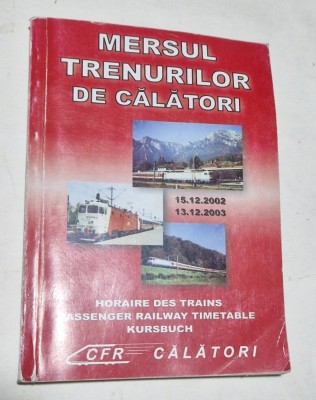 MERSUL
TRENURILOR
DE CĂLĂTORI
15.12.2002
13.12.2003
HORAIRE DES TRAINS
PASSENGER RAILWAY TIMETABLE
KURSBUCH
CFR CĂLĂTORI